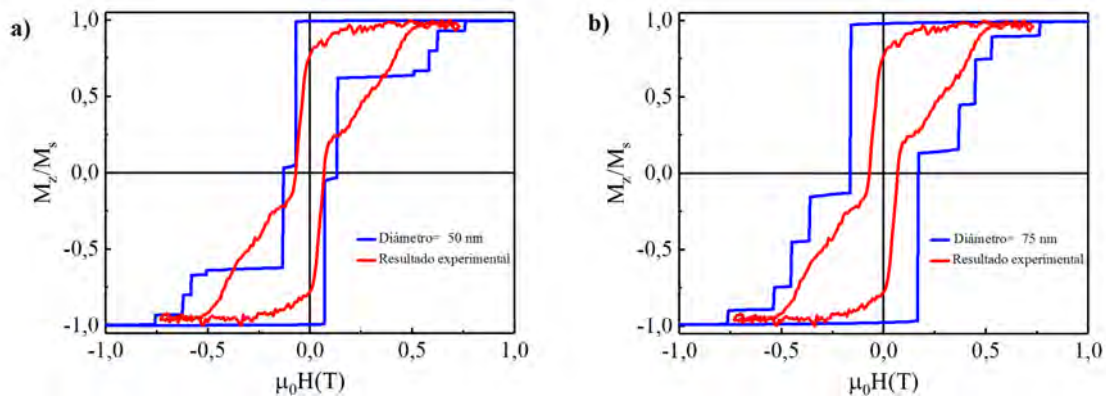 a)
1,0
0,5
0,0
-0,5
-1,0
M_z/M_s
Diâmetro= 50 nm
Resultado experimental
-1,0 -0,5 0,0 0,5 1,0
μ₀H(T)
b)
1,0
0,5
0,0
-0,5
-1,0
M_z/M_s
Diâmetro= 75 nm
Resultado experimental
-1,0 -0,5 0,0 0,5 1,0
μ₀H(T)